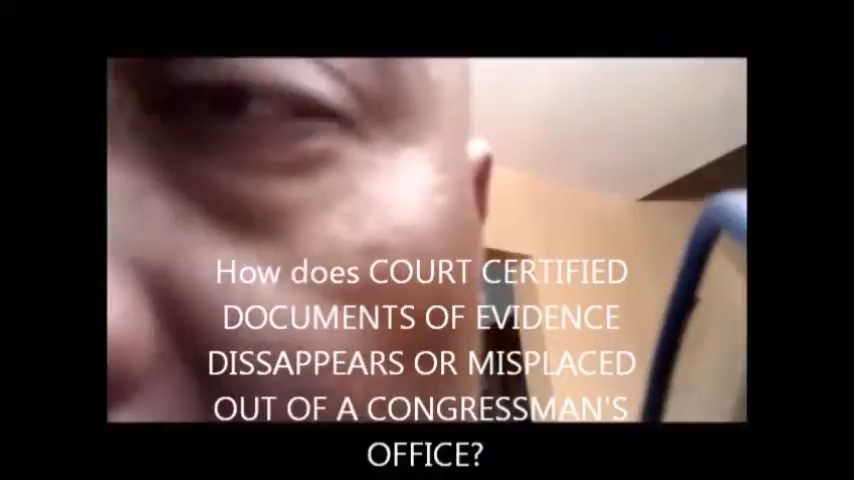 How does COURT CERTIFIED
DOCUMENTS OF EVIDENCE
DISSAPPEARS OR MISPLACED
OUT OF A CONGRESSMAN'S
OFFICE?